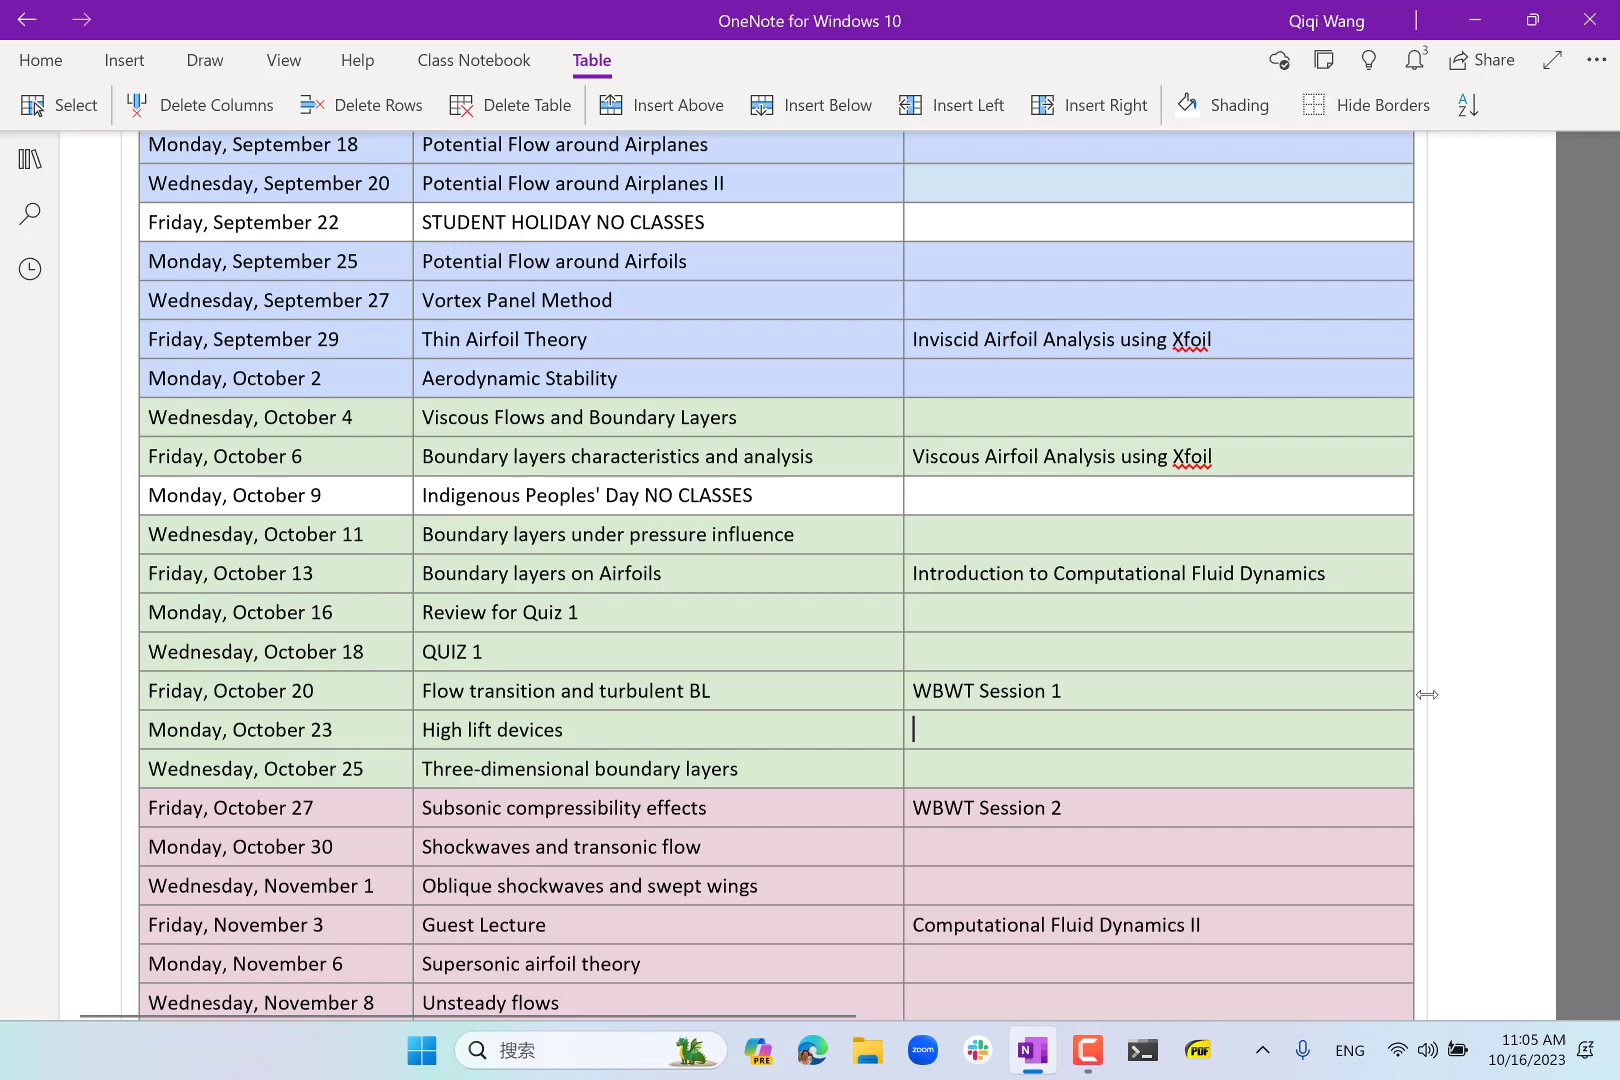 OneNote for Windows 10
Qiqi Wang
Home Insert Draw View Help Class Notebook Table
3
Share
Select Delete Columns Delete Rows Delete Table Insert Above Insert Below Insert Left Insert Right Shading Hide Borders
A
Z
Monday, September 18 Potential Flow around Airplanes
Wednesday, September 20 Potential Flow around Airplanes II
Friday, September 22 STUDENT HOLIDAY NO CLASSES
Monday, September 25 Potential Flow around Airfoils
Wednesday, September 27 Vortex Panel Method
Friday, September 29 Thin Airfoil Theory Inviscid Airfoil Analysis using Xfoil
Monday, October 2 Aerodynamic Stability
Wednesday, October 4 Viscous Flows and Boundary Layers
Friday, October 6 Boundary layers characteristics and analysis Viscous Airfoil Analysis using Xfoil
Monday, October 9 Indigenous Peoples' Day NO CLASSES
Wednesday, October 11 Boundary layers under pressure influence
Friday, October 13 Boundary layers on Airfoils Introduction to Computational Fluid Dynamics
Monday, October 16 Review for Quiz 1
Wednesday, October 18 QUIZ 1
Friday, October 20 Flow transition and turbulent BL WBWT Session 1
Monday, October 23 High lift devices
Wednesday, October 25 Three-dimensional boundary layers
Friday, October 27 Subsonic compressibility effects WBWT Session 2
Monday, October 30 Shockwaves and transonic flow
Wednesday, November 1 Oblique shockwaves and swept wings
Friday, November 3 Guest Lecture Computational Fluid Dynamics II
Monday, November 6 Supersonic airfoil theory
Wednesday, November 8 Unsteady flows
搜索
PRE
zoom
N
PDF
ENG
11:05 AM
10/16/2023